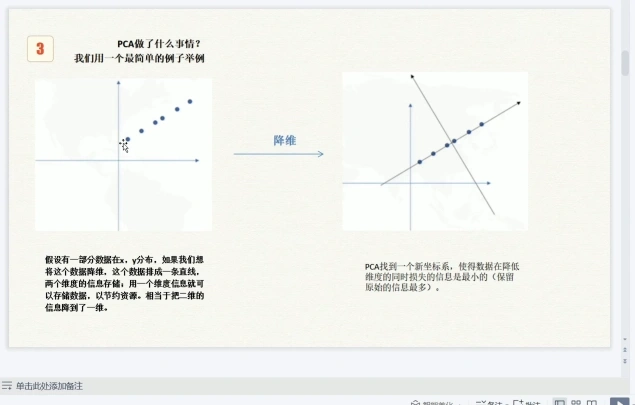 3
PCA做了什么事情？
我们用一个最简单的例子举例
降维
假设有一部分数据在x，y分布，如果我们想
将这个数据降维，这个数据排成一条直线，
两个维度的信息存储；用一个维度信息就可
以存储数据，以节约资源。相当于把二维的
信息降到了一维。
PCA找到一个新坐标系，使得数据在降低
维度的同时损失的信息是最小的（保留
原始的信息最多）。
单击此处添加备注